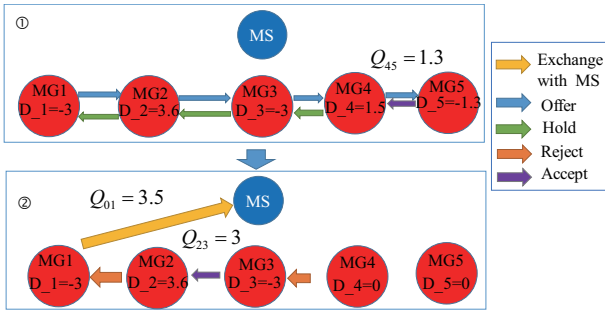 ①
MS
Q₄₅ = 1.3
MG1
D_1=-3
MG2
D_2=3.6
MG3
D_3=-3
MG4
D_4=1.5
MG5
D_5=-1.3
Exchange
with MS
Offer
Hold
Reject
Accept
②
Q₀₁ = 3.5
MS
Q₂₃ = 3
MG1
D_1=-3
MG2
D_2=3.6
MG3
D_3=-3
MG4
D_4=0
MG5
D_5=0